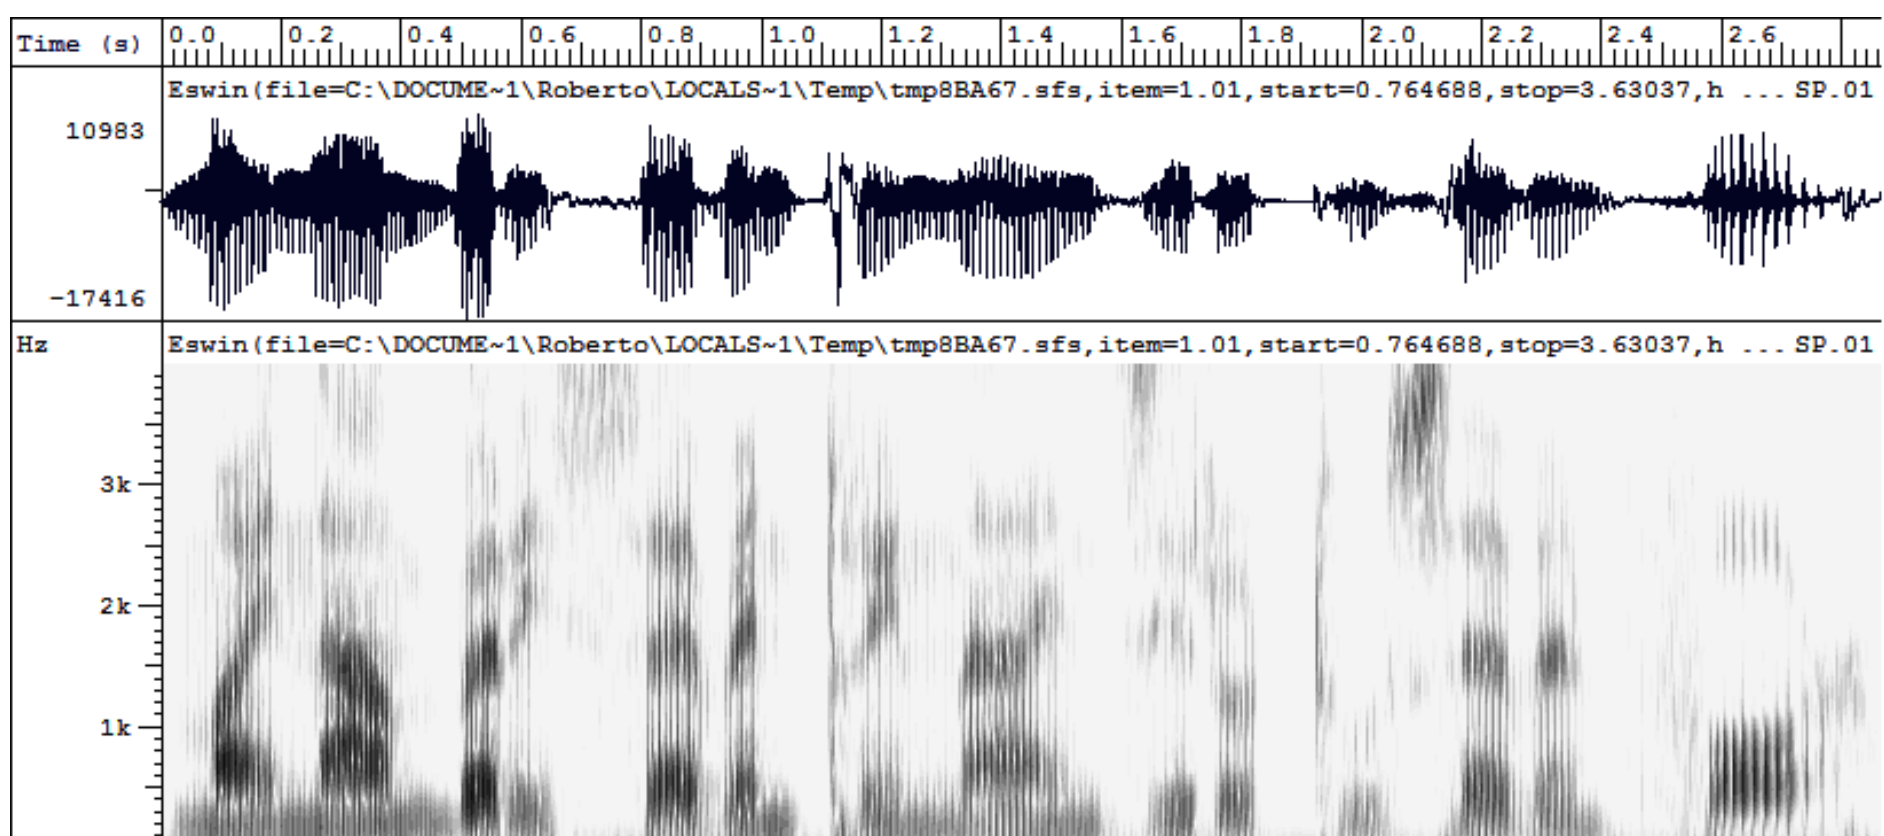 Time (s) 0.0 0.2 0.4 0.6 0.8 1.0 1.2 1.4 1.6 1.8 2.0 2.2 2.4 2.6
Eswin(file=C:\DOCUME~1\Roberto\LOCALS~1\Temp\tmp8BA67.sfs,item=1.01,start=0.764688,stop=3.63037,h ... SP.01
10983
-17416
Hz Eswin(file=C:\DOCUME~1\Roberto\LOCALS~1\Temp\tmp8BA67.sfs,item=1.01,start=0.764688,stop=3.63037,h ... SP.01
3k
2k
1k